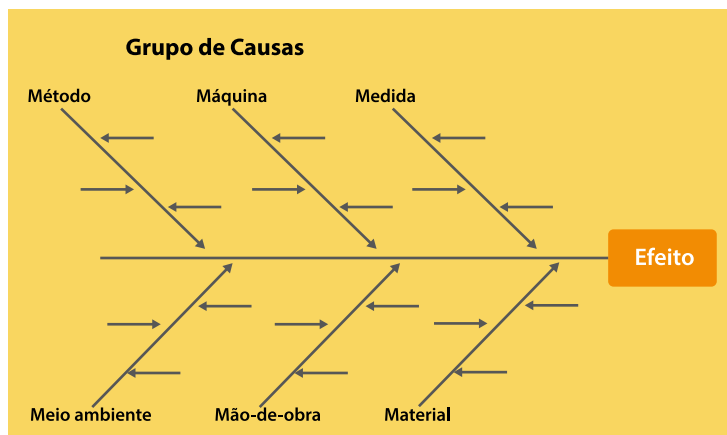 Grupo de Causas
Método
Máquina
Medida
Efeito
Meio ambiente
Mão-de-obra
Material